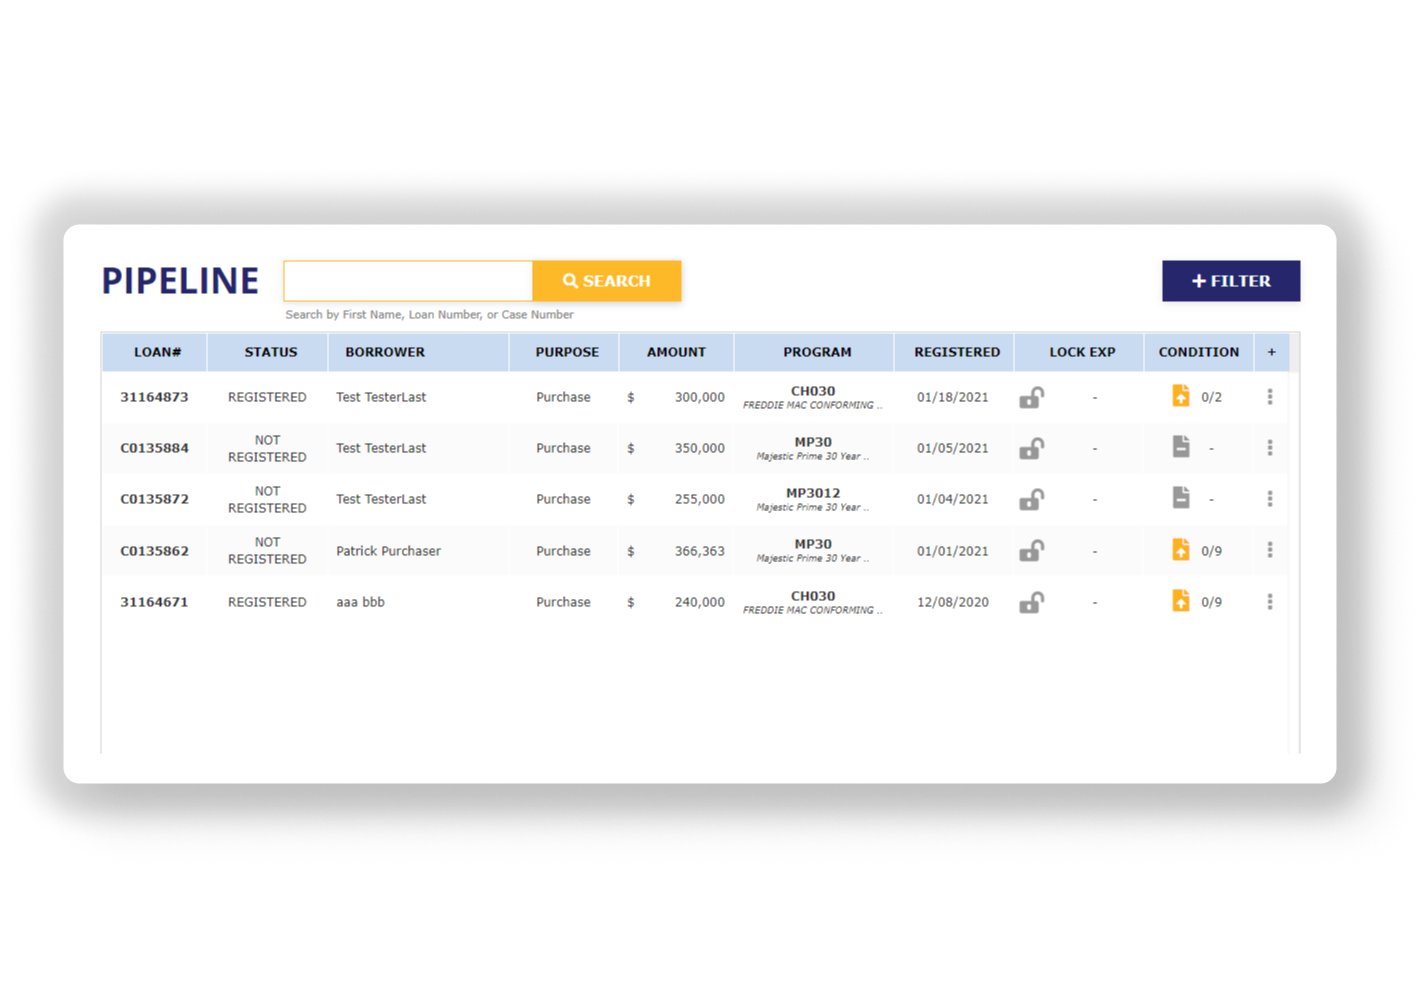 PIPELINE
SEARCH
+ FILTER
Search by First Name, Loan Number, or Case Number
LOAN# STATUS BORROWER PURPOSE AMOUNT PROGRAM REGISTERED LOCK EXP CONDITION +
31164873 REGISTERED Test TesterLast Purchase $ 300,000 CH030 01/18/2021 - 0/2
FREDDIE MAC CONFORMING ..
C0135884 NOT REGISTERED Test TesterLast Purchase $ 350,000 MP30 01/05/2021 - -
Majestic Prime 30 Year ..
C0135872 NOT REGISTERED Test TesterLast Purchase $ 255,000 MP3012 01/04/2021 - -
Majestic Prime 30 Year ..
C0135862 NOT REGISTERED Patrick Purchaser Purchase $ 366,363 MP30 01/01/2021 - 0/9
Majestic Prime 30 Year ..
31164671 REGISTERED aaa bbb Purchase $ 240,000 CH030 12/08/2020 - 0/9
FREDDIE MAC CONFORMING ..